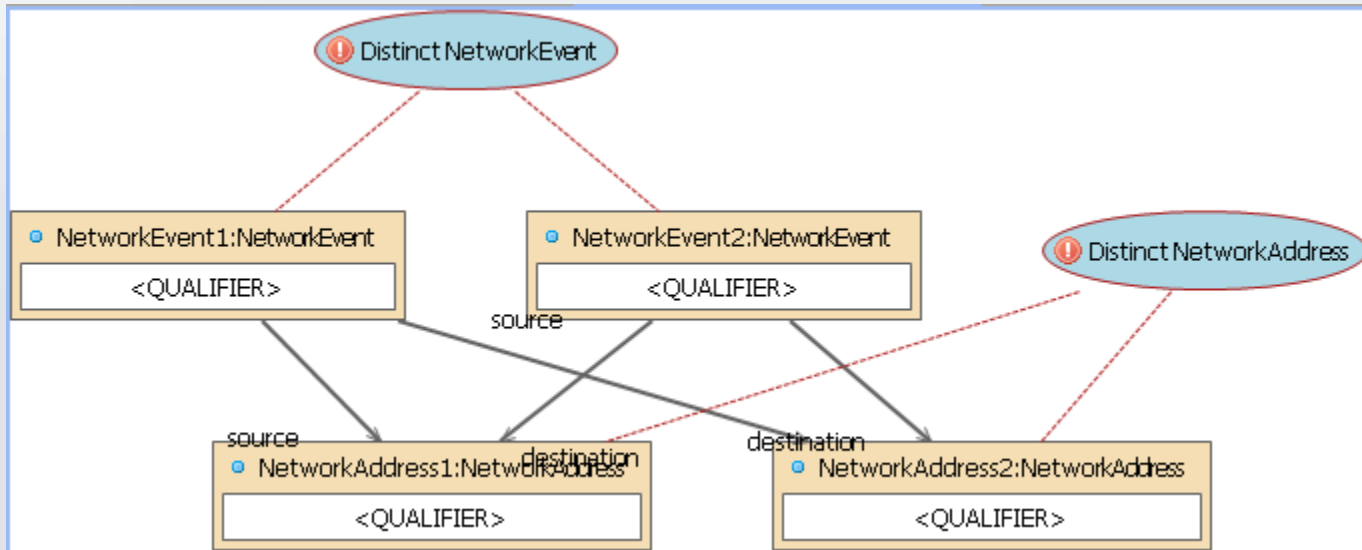 Distinct NetworkEvent
NetworkEvent1:NetworkEvent
<QUALIFIER>
NetworkEvent2:NetworkEvent
<QUALIFIER>
Distinct NetworkAddress
source
source
destination
destination
NetworkAddress1:NetworkAddress
<QUALIFIER>
NetworkAddress2:NetworkAddress
<QUALIFIER>